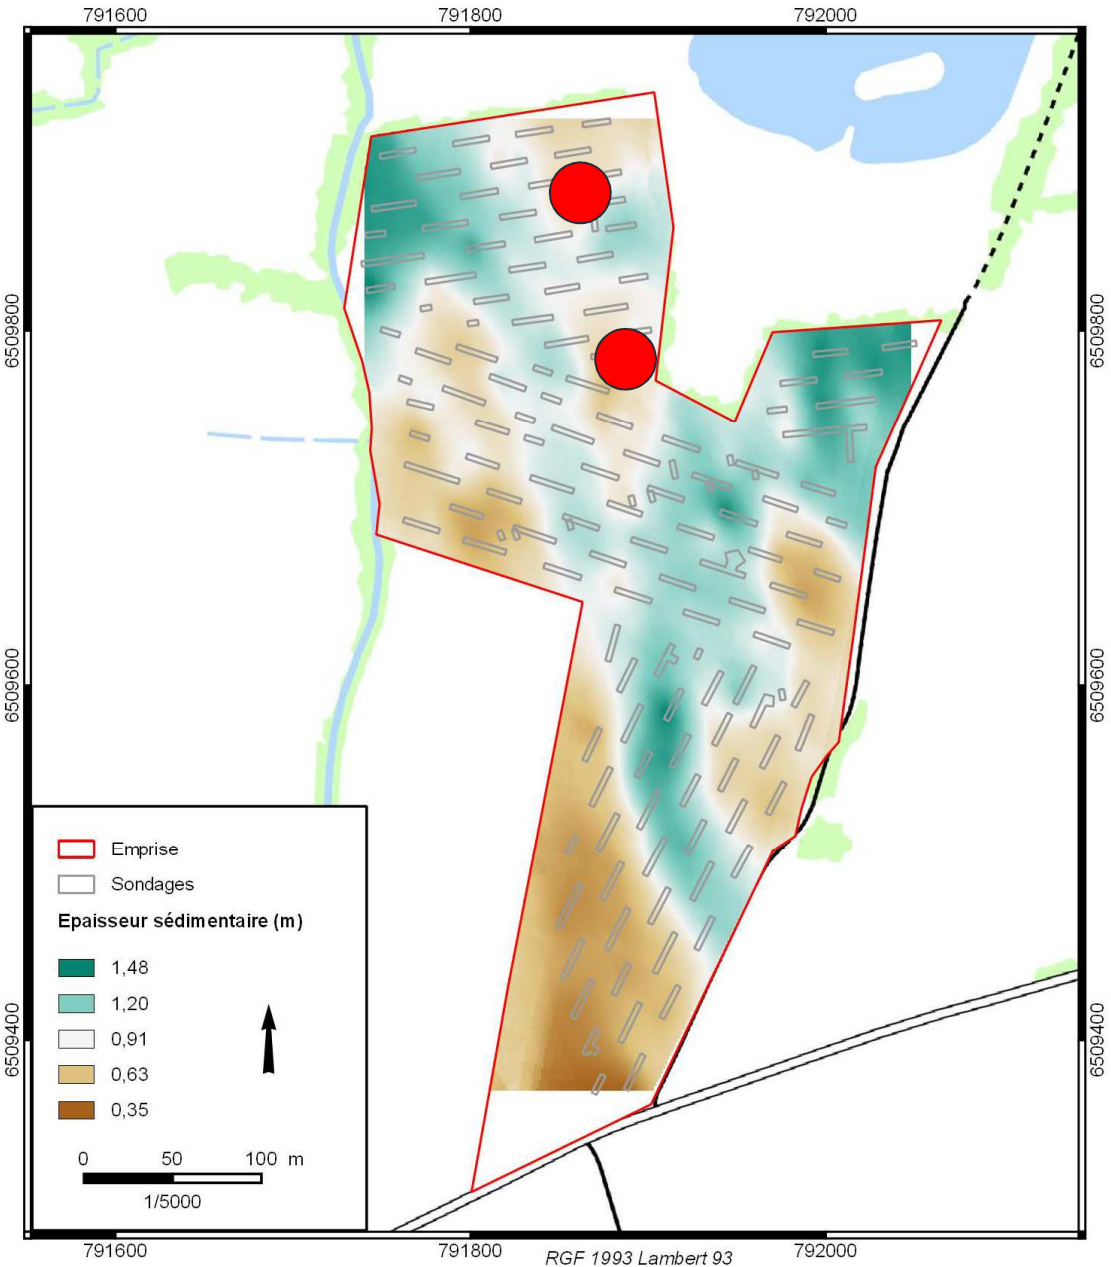 791600 791800 792000
6509800 6509800
6509600 6509600
6509400 6509400
Emprise
Sondages
Epaisseur sédimentaire (m)
1,48
1,20
0,91
0,63
0,35
0 50 100 m
1/5000
791600 791800 792000
RGF 1993 Lambert 93